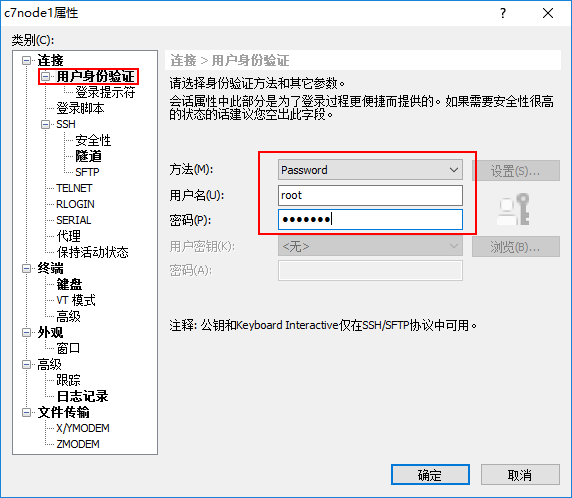 c7node1属性
类别(C):
连接
用户身份验证
登录提示符
登录脚本
SSH
安全性
隧道
SFTP
TELNET
RLOGIN
SERIAL
代理
保持活动状态
终端
键盘
VT 模式
高级
外观
窗口
高级
跟踪
日志记录
文件传输
X/YMODEM
ZMODEM
连接 > 用户身份验证
请选择身份验证方法和其它参数。
会话属性中此部分是为了登录过程更便捷而提供的。如果需要安全性很高
的状态的话建议您空出此字段。
方法(M):
Password
设置(S)...
用户名(U):
root
密码(P):
●●●●●●●
用户密钥(K):
<无>
浏览(B)...
密码(A):
注释: 公钥和Keyboard Interactive仅在SSH/SFTP协议中可用。
确定
取消